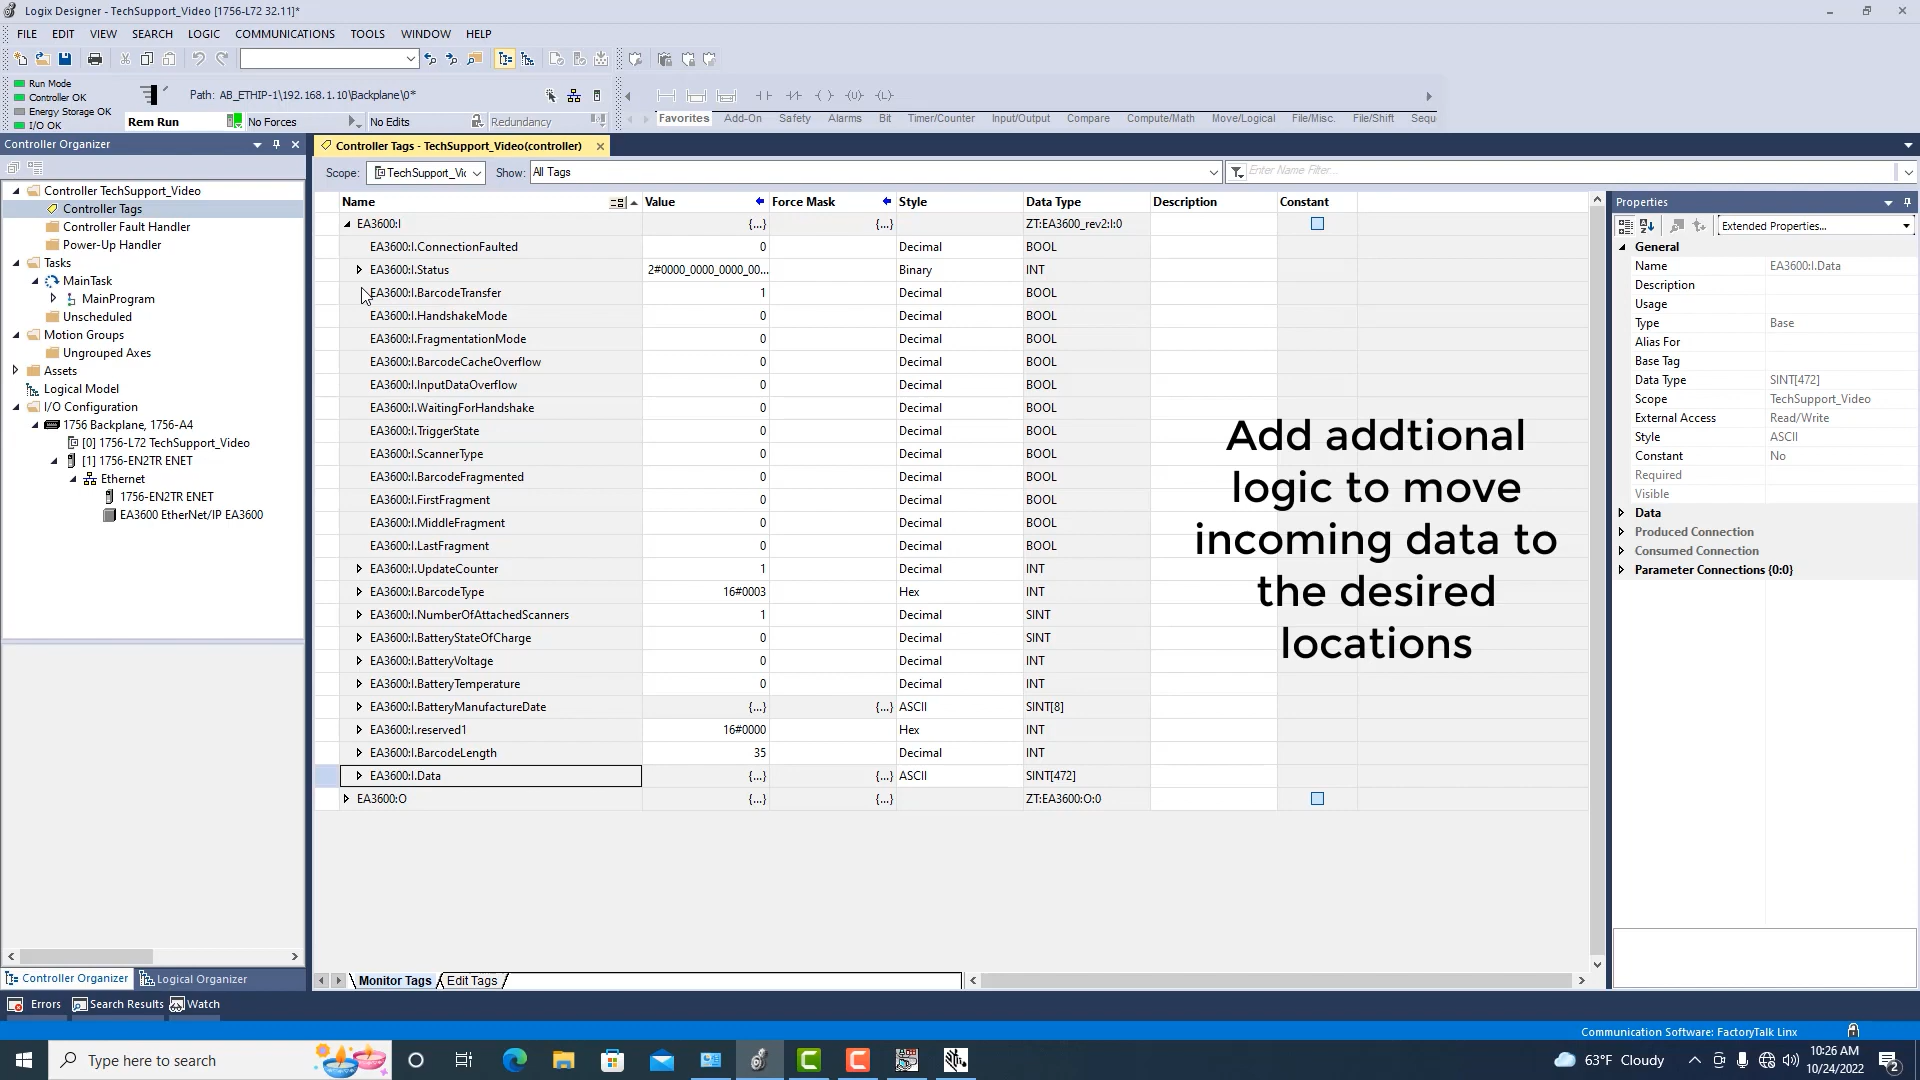 Logix Designer - TechSupport_Video [1756-L72 32.11]*
FILE EDIT VIEW SEARCH LOGIC COMMUNICATIONS TOOLS WINDOW HELP
Run Mode
Controller OK
Energy Storage OK
I/O OK
Path: AB_ETHIP-1\192.168.1.10\Backplane\0*
Rem Run No Forces No Edits Redundancy
Favorites Add-On Safety Alarms Bit Timer/Counter Input/Output Compare Compute/Math Move/Logical File/Misc. File/Shift Sequ
Controller Organizer
Controller TechSupport_Video
Controller Tags
Controller Fault Handler
Power-Up Handler
Tasks
MainTask
MainProgram
Unscheduled
Motion Groups
Ungrouped Axes
Assets
Logical Model
I/O Configuration
1756 Backplane, 1756-A4
[0] 1756-L72 TechSupport_Video
[1] 1756-EN2TR ENET
Ethernet
1756-EN2TR ENET
EA3600 EtherNet/IP EA3600
Controller Organizer Logical Organizer
Controller Tags - TechSupport_Video(controller)
Scope: TechSupport_Vic Show: All Tags Enter Name Filter...
Name Value Force Mask Style Data Type Description Constant
EA3600:I {...} {...} ZT:EA3600_rev2:I:0
EA3600:I.ConnectionFaulted 0 Decimal BOOL
EA3600:I.Status 2#0000_0000_0000_00... Binary INT
EA3600:I.BarcodeTransfer 1 Decimal BOOL
EA3600:I.HandshakeMode 0 Decimal BOOL
EA3600:I.FragmentationMode 0 Decimal BOOL
EA3600:I.BarcodeCacheOverflow 0 Decimal BOOL
EA3600:I.InputDataOverflow 0 Decimal BOOL
EA3600:I.WaitingForHandshake 0 Decimal BOOL
EA3600:I.TriggerState 0 Decimal BOOL
EA3600:I.ScannerType 0 Decimal BOOL
EA3600:I.BarcodeFragmented 0 Decimal BOOL
EA3600:I.FirstFragment 0 Decimal BOOL
EA3600:I.MiddleFragment 0 Decimal BOOL
EA3600:I.LastFragment 0 Decimal BOOL
EA3600:I.UpdateCounter 1 Decimal INT
EA3600:I.BarcodeType 16#0003 Hex INT
EA3600:I.NumberOfAttachedScanners 1 Decimal SINT
EA3600:I.BatteryStateOfCharge 0 Decimal SINT
EA3600:I.BatteryVoltage 0 Decimal INT
EA3600:I.BatteryTemperature 0 Decimal INT
EA3600:I.BatteryManufactureDate {...} {...} ASCII SINT[8]
EA3600:I.reserved1 16#0000 Hex INT
EA3600:I.BarcodeLength 35 Decimal INT
EA3600:I.Data {...} {...} ASCII SINT[472]
EA3600:O {...} {...} ZT:EA3600:O:0
Add addtional
logic to move
incoming data to
the desired
locations
Monitor Tags Edit Tags
Properties
Extended Properties...
General
Name EA3600:I.Data
Description
Usage
Type Base
Alias For
Base Tag
Data Type SINT[472]
Scope TechSupport_Video
External Access Read/Write
Style ASCII
Constant No
Required
Visible
Data
Produced Connection
Consumed Connection
Parameter Connections {0:0}
Errors Search Results Watch
Communication Software: FactoryTalk Linx
Type here to search
63°F Cloudy
10:26 AM
10/24/2022
2